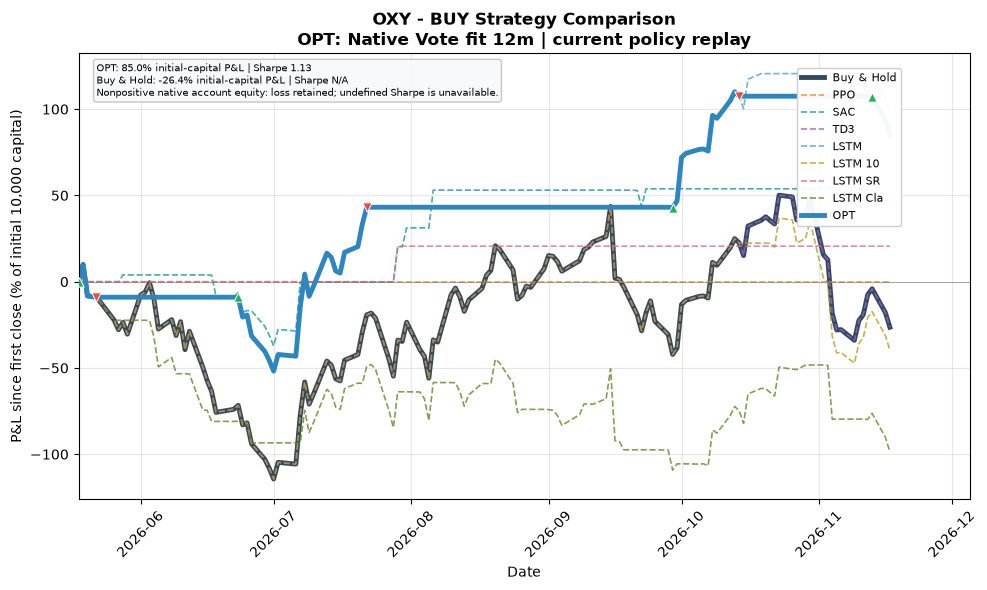 OXY - BUY Strategy Comparison
OPT: Native Vote fit 12m | current policy replay
OPT: 85.0% initial-capital P&L | Sharpe 1.13
Buy & Hold: -26.4% initial-capital P&L | Sharpe N/A
Nonpositive native account equity: loss retained; undefined Sharpe is unavailable.
Buy & Hold
PPO
SAC
TD3
LSTM
LSTM 10
LSTM SR
LSTM Cla
OPT
P&L since first close (% of initial 10,000 capital)
100
50
0
−50
−100
2026-06
2026-07
2026-08
2026-09
2026-10
2026-11
2026-12
Date